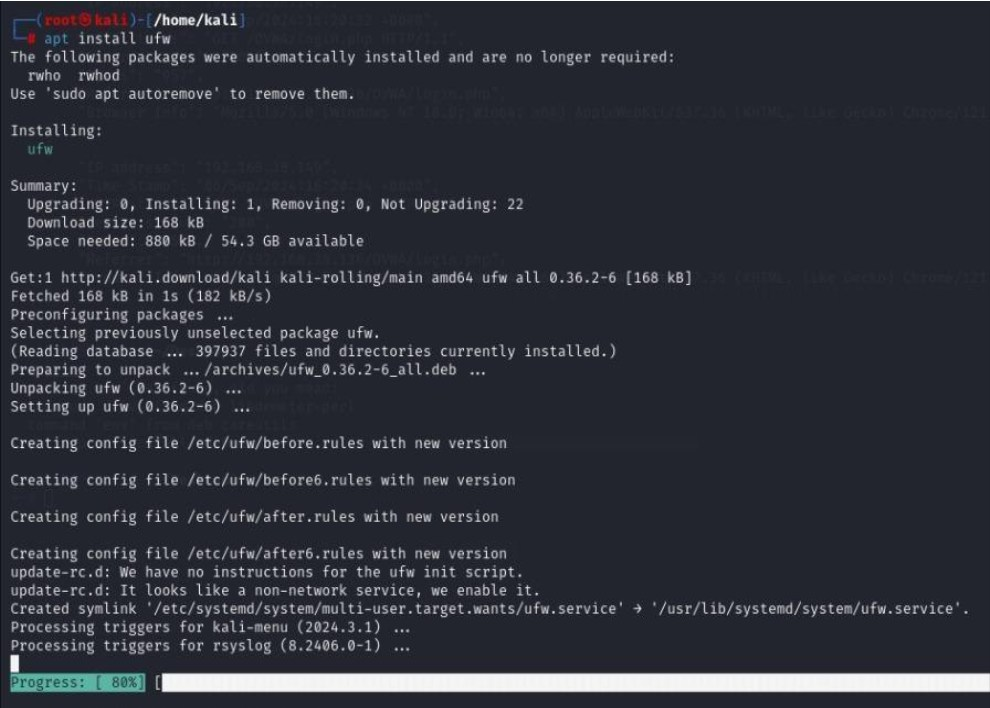 ┌──(root㉿kali)-[/home/kali]
└─# apt install ufw
The following packages were automatically installed and are no longer required:
  rwho  rwhod
Use 'sudo apt autoremove' to remove them.

Installing:
  ufw

Summary:
  Upgrading: 0, Installing: 1, Removing: 0, Not Upgrading: 22
  Download size: 168 kB
  Space needed: 880 kB / 54.3 GB available

Get:1 http://kali.download/kali kali-rolling/main amd64 ufw all 0.36.2-6 [168 kB]
Fetched 168 kB in 1s (182 kB/s)
Preconfiguring packages ...
Selecting previously unselected package ufw.
(Reading database ... 397937 files and directories currently installed.)
Preparing to unpack .../archives/ufw_0.36.2-6_all.deb ...
Unpacking ufw (0.36.2-6) ...
Setting up ufw (0.36.2-6) ...

Creating config file /etc/ufw/before.rules with new version

Creating config file /etc/ufw/before6.rules with new version

Creating config file /etc/ufw/after.rules with new version

Creating config file /etc/ufw/after6.rules with new version
update-rc.d: We have no instructions for the ufw init script.
update-rc.d: It looks like a non-network service, we enable it.
Created symlink '/etc/systemd/system/multi-user.target.wants/ufw.service' → '/usr/lib/systemd/system/ufw.service'.
Processing triggers for kali-menu (2024.3.1) ...
Processing triggers for rsyslog (8.2406.0-1) ...
Progress: [ 80%] [